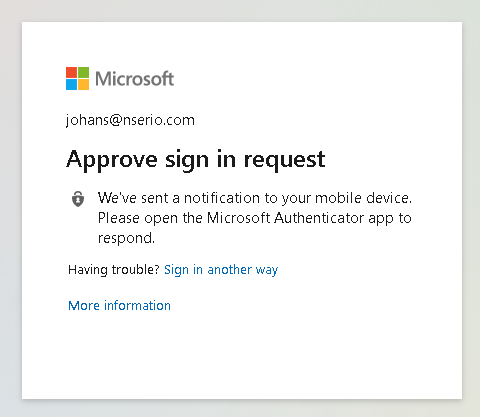 Microsoft
johans@nserio.com
Approve sign in request
We've sent a notification to your mobile device.
Please open the Microsoft Authenticator app to
respond.
Having trouble? Sign in another way
More information